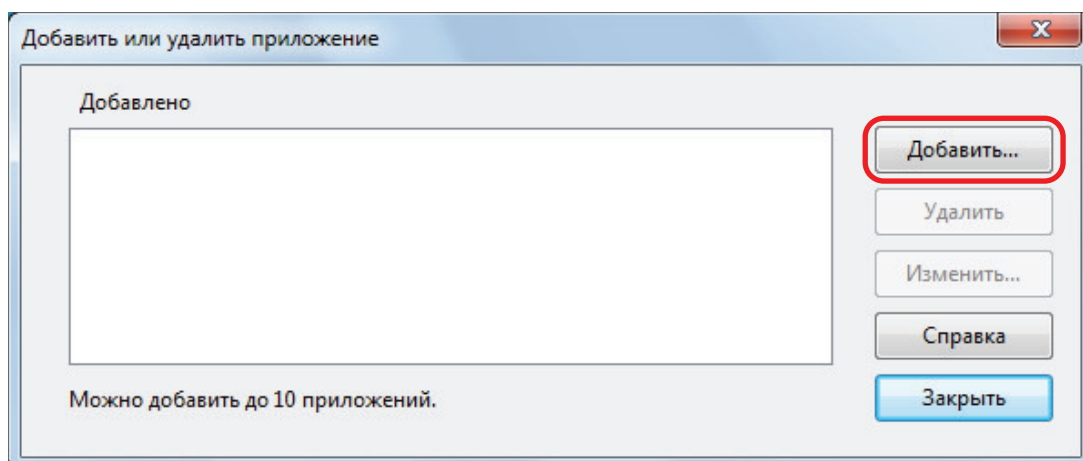 Добавить или удалить приложение
Добавлено
Добавить...
Удалить
Изменить...
Справка
Можно добавить до 10 приложений.
Закрыть